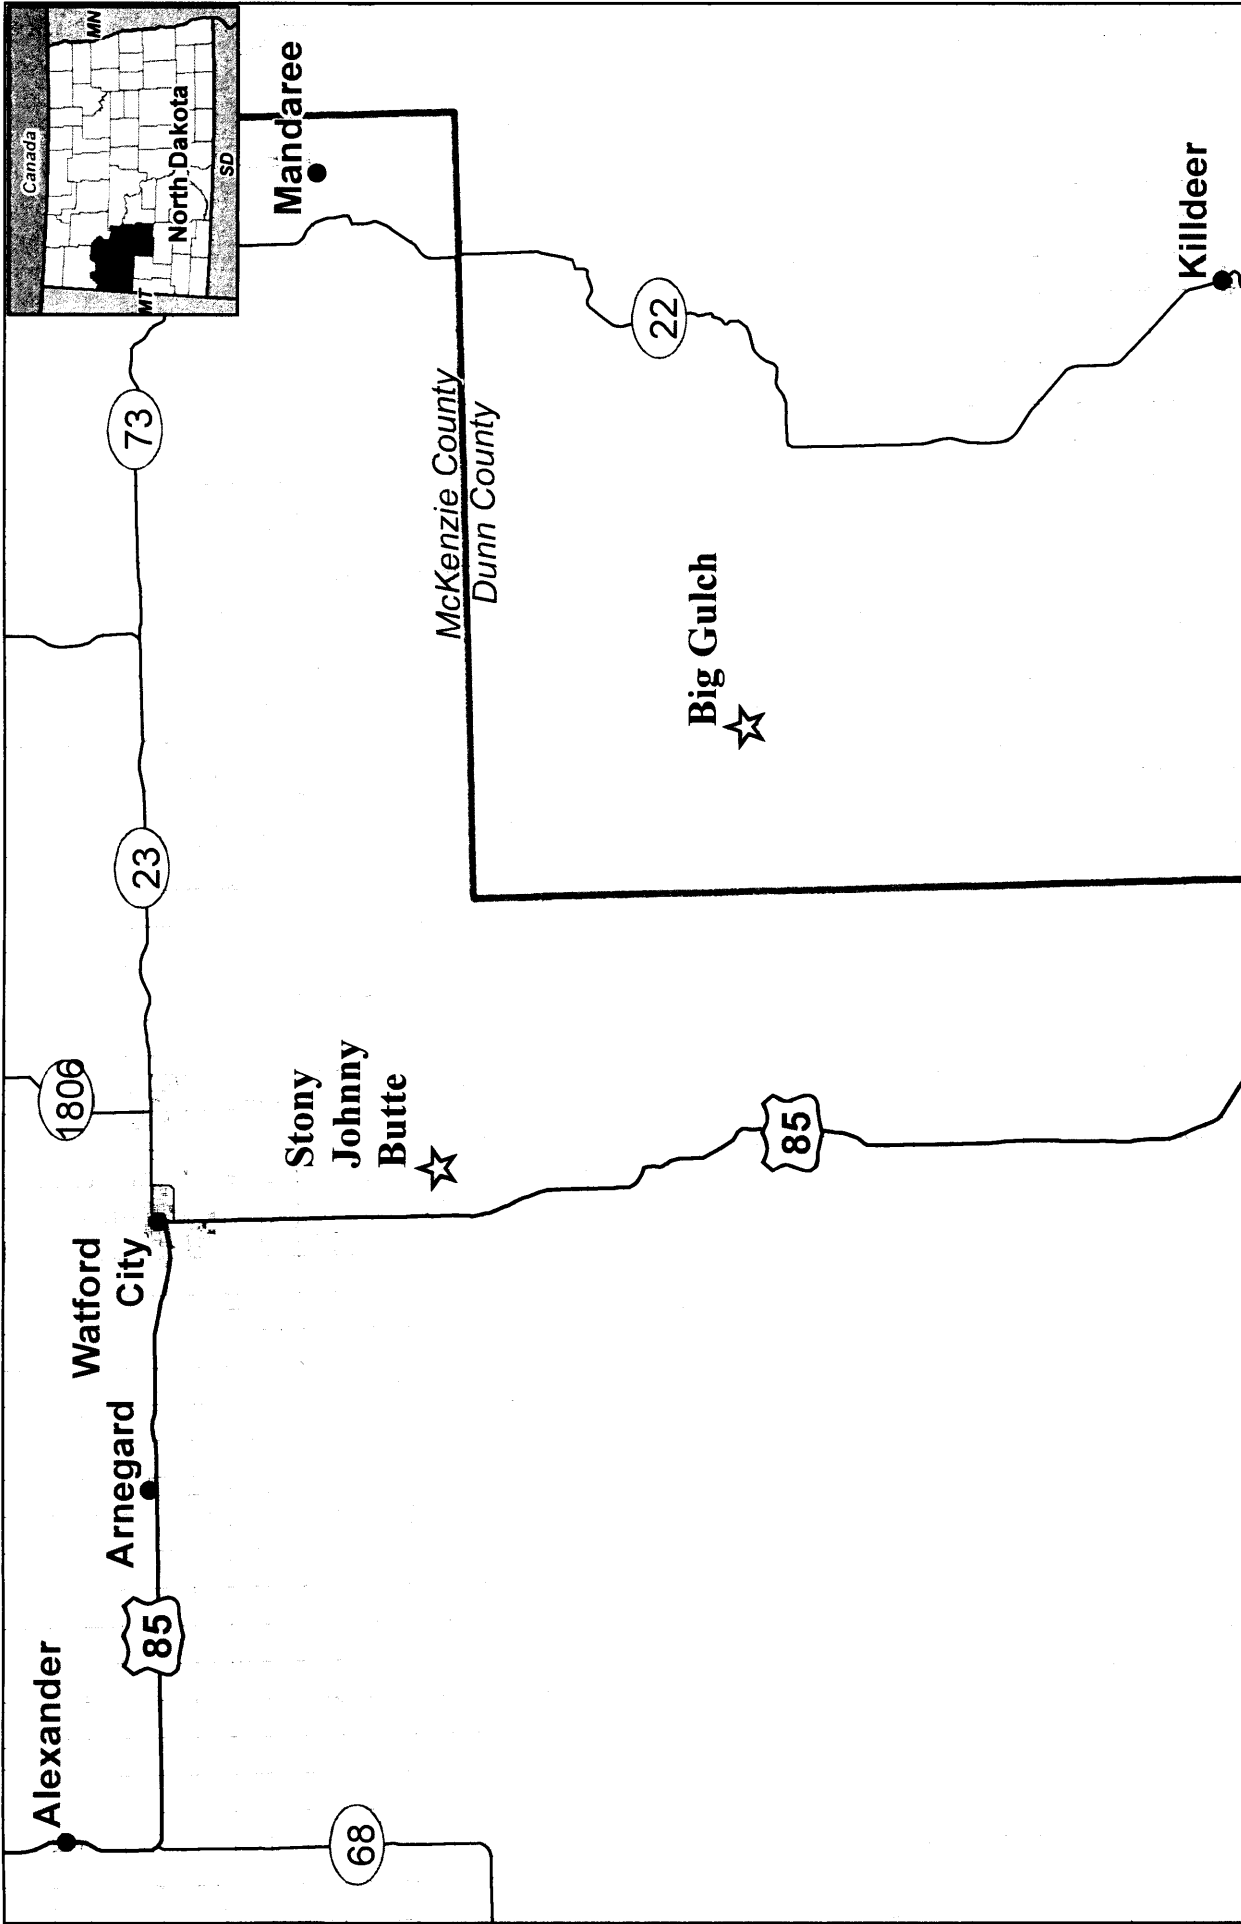 Canada
MN
North Dakota
MT
SD
Alexander
85
Arnegard
Watford
City
1806
23
73
Mandaree
68
Stony
Johnny
Butte
McKenzie County
Dunn County
22
85
Big Gulch
Killdeer